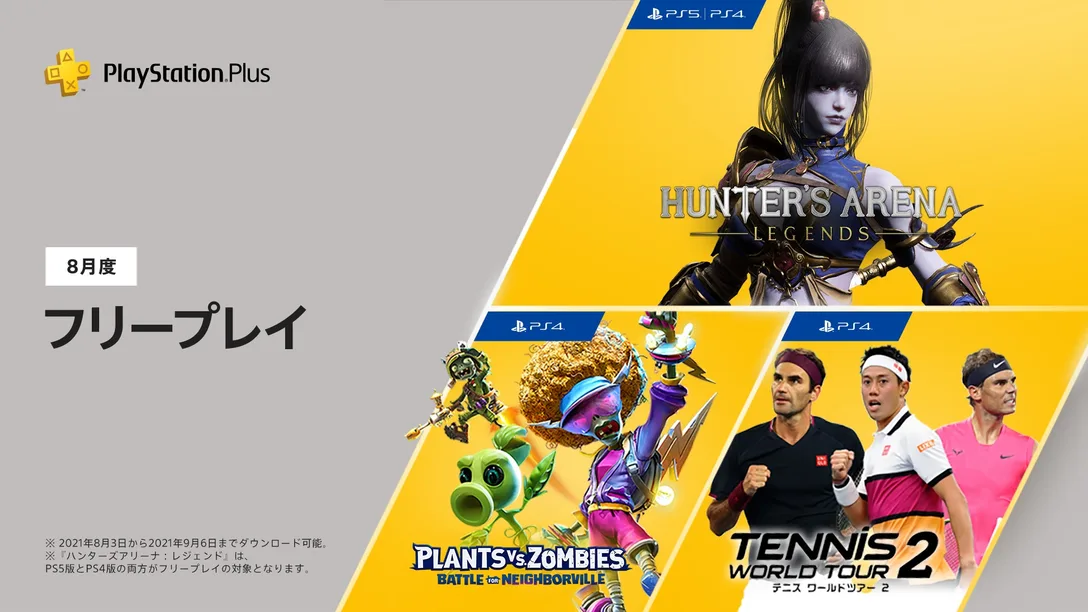 PlayStation.Plus
8月度
フリープレイ
※ 2021年8月3日から2021年9月6日までダウンロード可能。
※『ハンターズアリーナ:レジェンド』は、
PS5版とPS4版の両方がフリープレイの対象となります。
PS5 | PS4
HUNTER'S ARENA
LEGENDS
PS4
PLANTS VS. ZOMBIES
BATTLE FOR NEIGHBORVILLE
PS4
UNI QLO
TENNIS
WORLD TOUR 2
テニス ワールドツアー 2